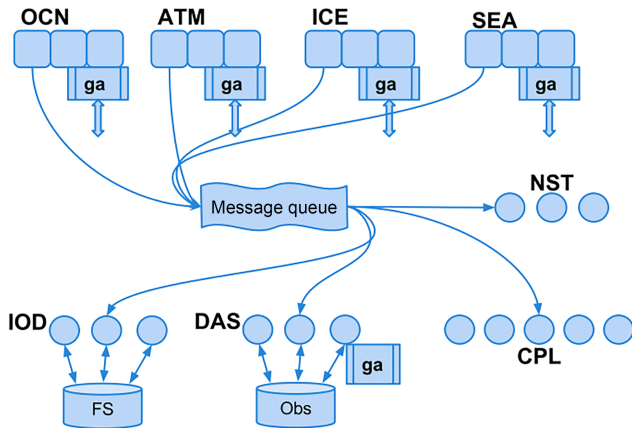 OCN ATM ICE SEA
ga ga ga ga
Message queue
NST
IOD DAS
CPL
ga
FS Obs